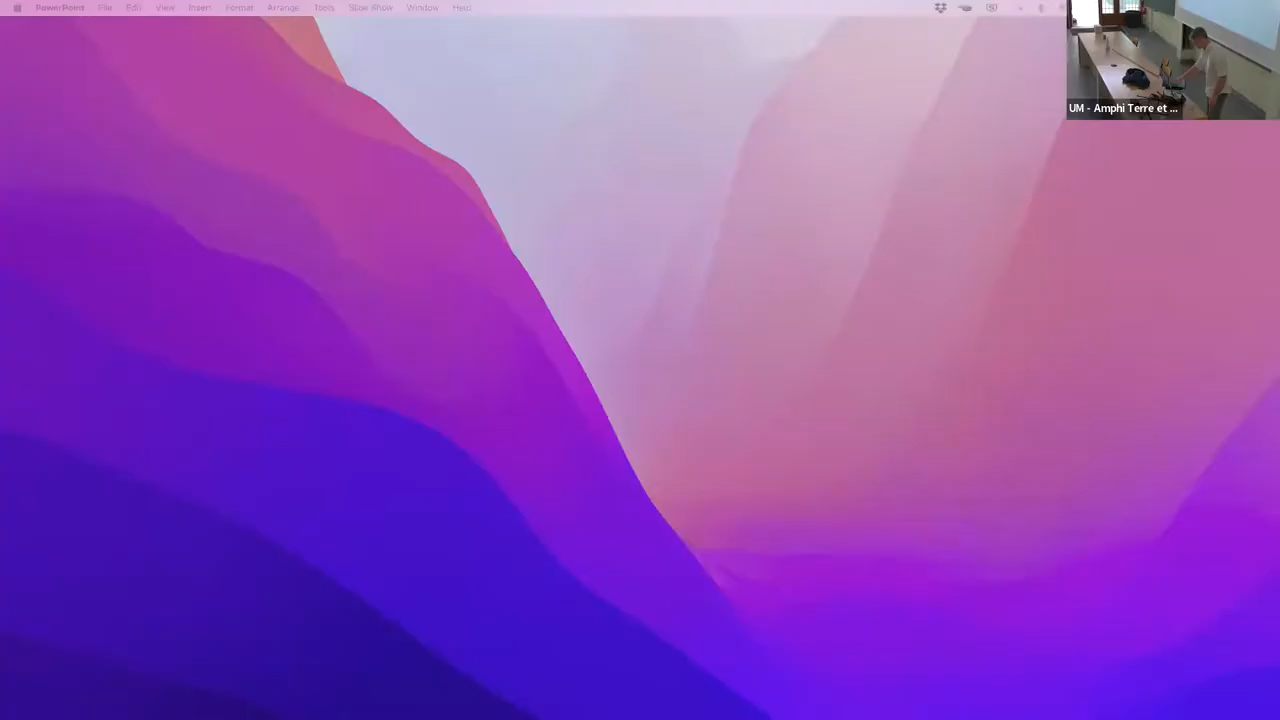 PowerPoint File Edit View Insert Format Arrange Tools Slide Show Window Help
UM - Amphi Terre et ...